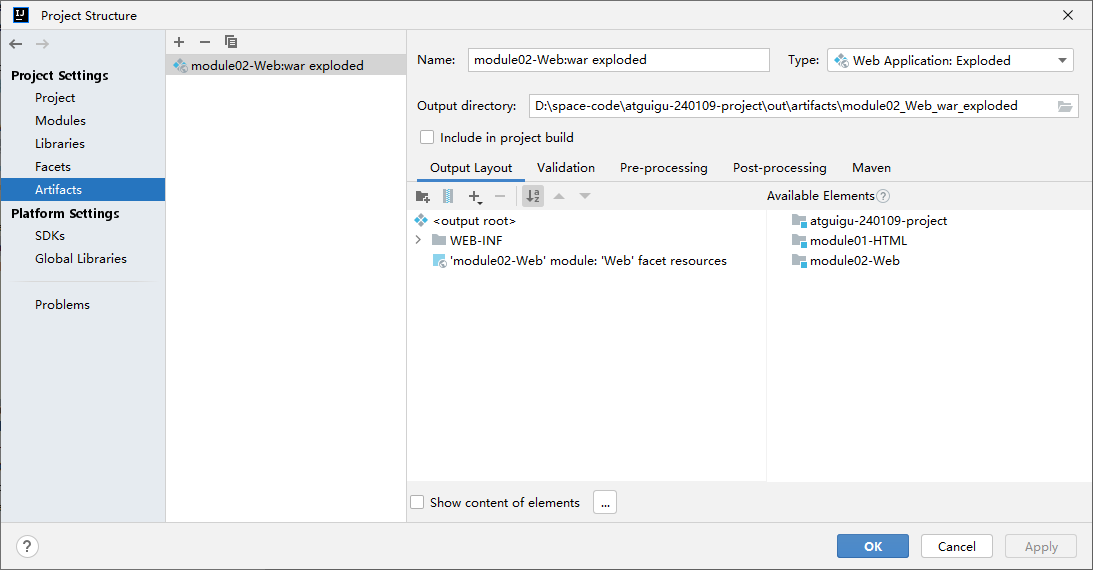 Project Structure
Project Settings
Project
Modules
Libraries
Facets
Artifacts
Platform Settings
SDKs
Global Libraries
Problems
module02-Web:war exploded
Name: module02-Web:war exploded Type: Web Application: Exploded
Output directory: D:\space-code\atguigu-240109-project\out\artifacts\module02_Web_war_exploded
Include in project build
Output Layout Validation Pre-processing Post-processing Maven
Available Elements ?
<output root>
WEB-INF
'module02-Web' module: 'Web' facet resources
atguigu-240109-project
module01-HTML
module02-Web
Show content of elements ...
? OK Cancel Apply